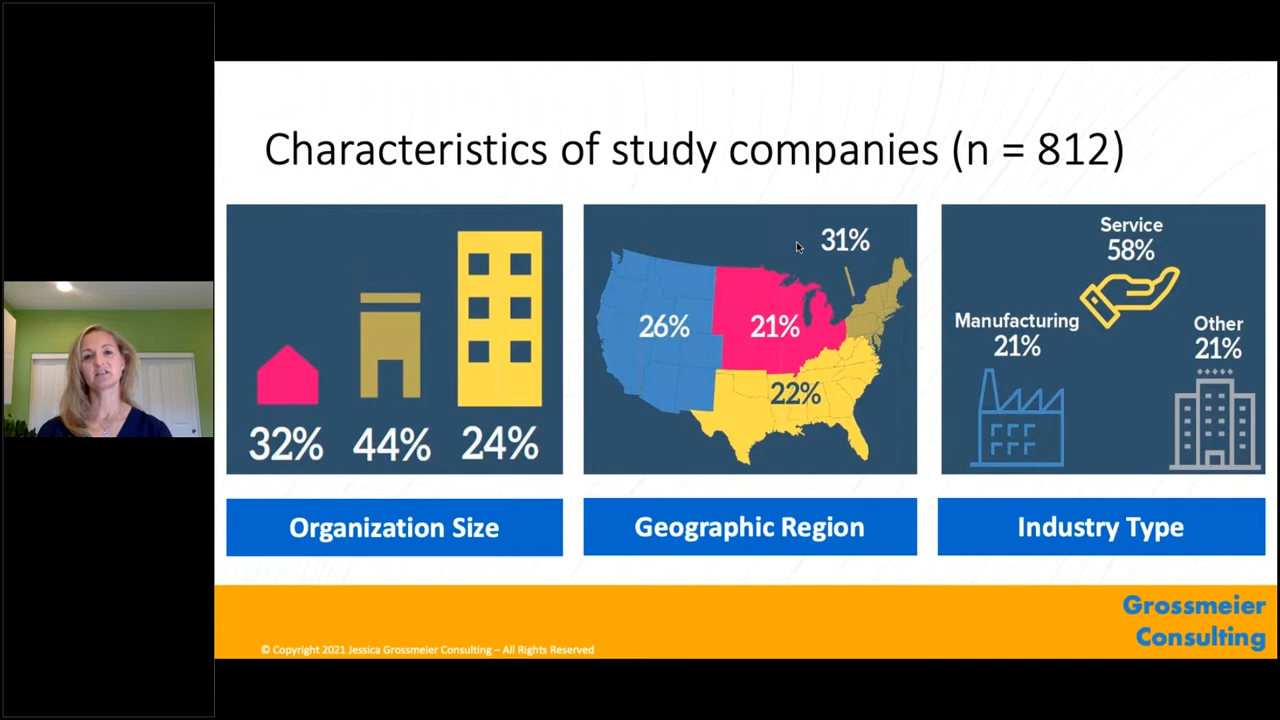 Characteristics of study companies (n = 812)
32%
44%
24%
Organization Size
31%
26%
21%
22%
Geographic Region
Service
58%
Manufacturing
21%
Other
21%
Industry Type
Grossmeier
Consulting
© Copyright 2021 Jessica Grossmeier Consulting – All Rights Reserved